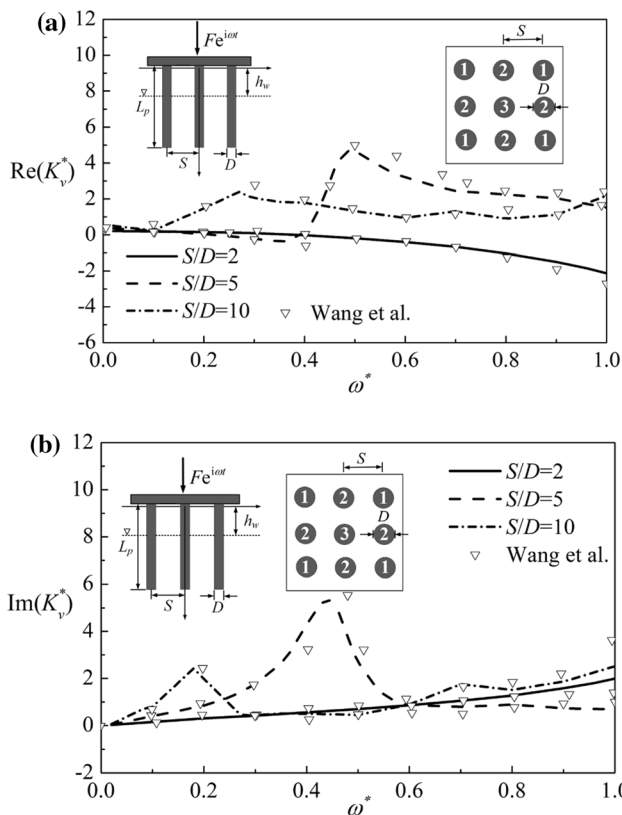 (a)
Fe^{iωt}
h_w
L_p
S
D
S
1 2 1
D
2 3 2
1 2 1
Re(K_v^*)
12
10
8
6
4
2
0
-2
-4
-6
S/D=2
S/D=5
S/D=10
Wang et al.
0.0 0.2 0.4 0.6 0.8 1.0
ω^*
(b)
Fe^{iωt}
h_w
L_p
S
D
S
1 2 1
D
2 3 2
1 2 1
S/D=2
S/D=5
S/D=10
Wang et al.
Im(K_v^*)
12
10
8
6
4
2
0
-2
0.0 0.2 0.4 0.6 0.8 1.0
ω^*